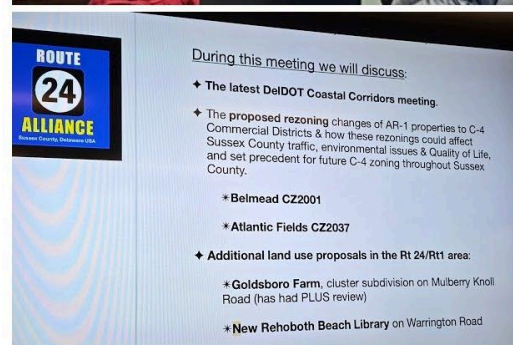 ROUTE
24
ALLIANCE
Sussex County, Delaware USA
During this meeting we will discuss:
✦ The latest DelDOT Coastal Corridors meeting.
✦ The proposed rezoning changes of AR-1 properties to C-4
Commercial Districts & how these rezonings could affect
Sussex County traffic, environmental issues & Quality of Life,
and set precedent for future C-4 zoning throughout Sussex
County.
✴Belmead CZ2001
✴Atlantic Fields CZ2037
✦ Additional land use proposals in the Rt 24/Rt1 area:
✴Goldsboro Farm, cluster subdivision on Mulberry Knoll
Road (has had PLUS review)
✴New Rehoboth Beach Library on Warrington Road